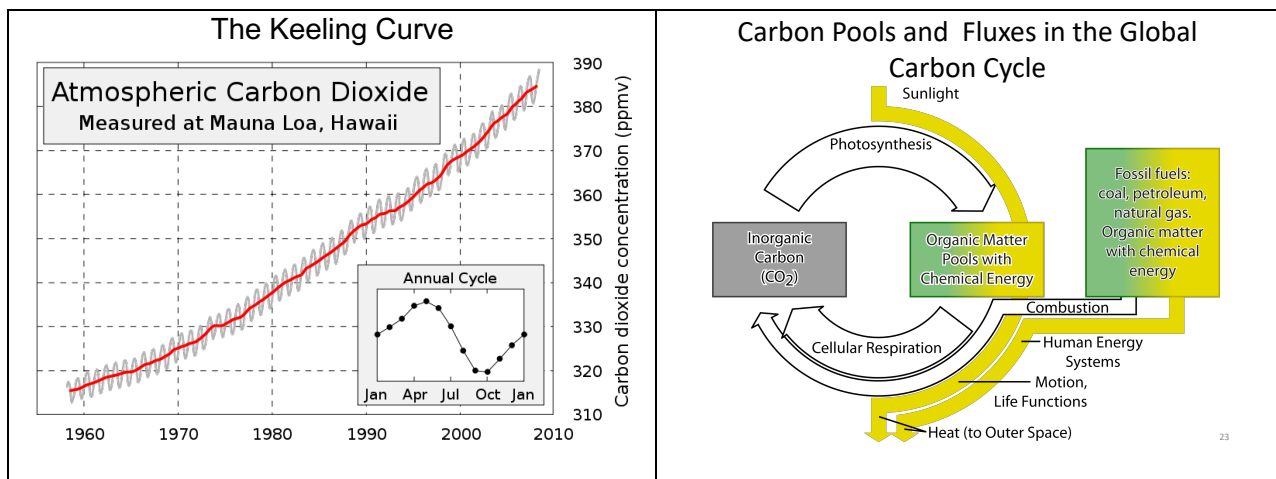 The Keeling Curve
Atmospheric Carbon Dioxide
Measured at Mauna Loa, Hawaii
390
380
370
360
350
340
330
320
310
Carbon dioxide concentration (ppmv)
Annual Cycle
Jan Apr Jul Oct Jan
1960 1970 1980 1990 2000 2010
Carbon Pools and Fluxes in the Global
Carbon Cycle
Sunlight
Photosynthesis
Fossil fuels:
coal, petroleum,
natural gas.
Organic matter
with chemical
energy
Inorganic
Carbon
(CO2)
Organic Matter
Pools with
Chemical Energy
Combustion
Cellular Respiration
Human Energy
Systems
Motion,
Life Functions
Heat (to Outer Space)
23